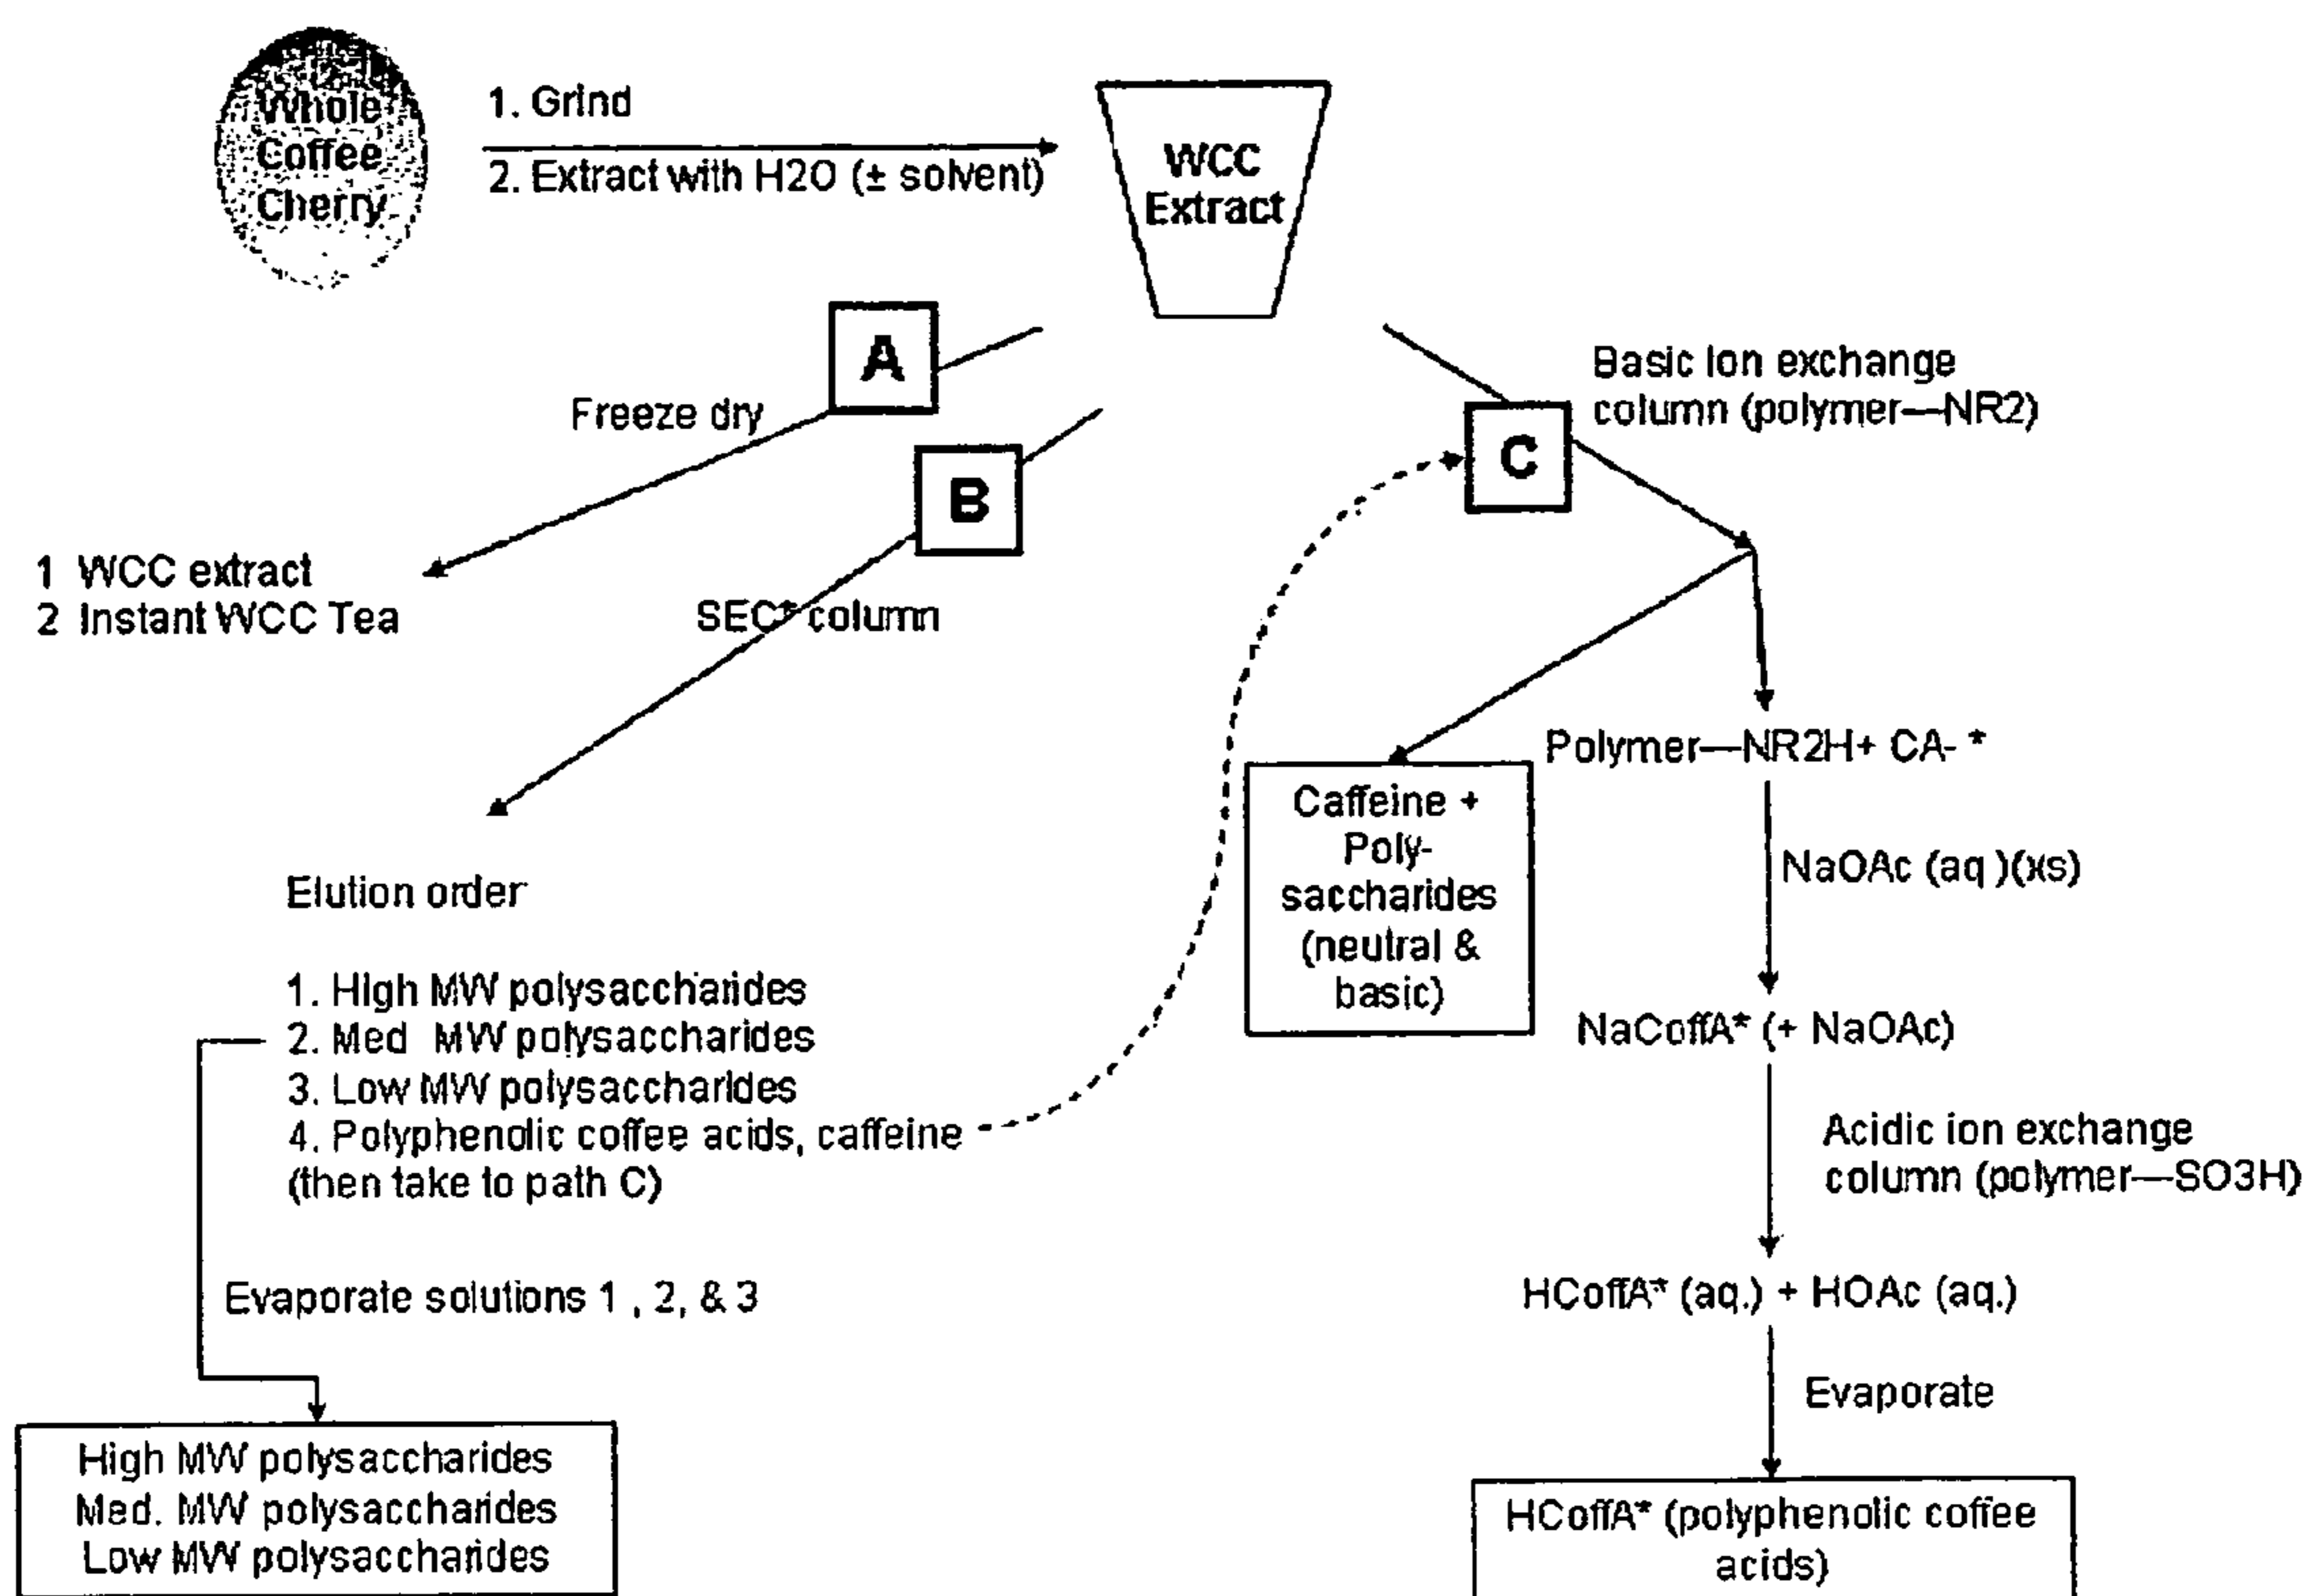 Whole
Coffee
Cherry
1. Grind
2. Extract with H2O (± solvent)
WCC
Extract
A
Freeze dry
1 WCC extract
2 Instant WCC Tea
B
SEC* column
Elution order
1. High MW polysaccharides
2. Med MW polysaccharides
3. Low MW polysaccharides
4. Polyphenolic coffee acids, caffeine
(then take to path C)
Evaporate solutions 1 , 2, & 3
High MW polysaccharides
Med. MW polysaccharides
Low MW polysaccharides
C
Basic Ion exchange
column (polymer—NR2)
Caffeine +
Poly-
saccharides
(neutral &
basic)
Polymer—NR2H+ CA- *
NaOAc (aq )(xs)
NaCoffA* (+ NaOAc)
Acidic ion exchange
column (polymer—SO3H)
HCoffA* (aq.) + HOAc (aq.)
Evaporate
HCoffA* (polyphenolic coffee
acids)